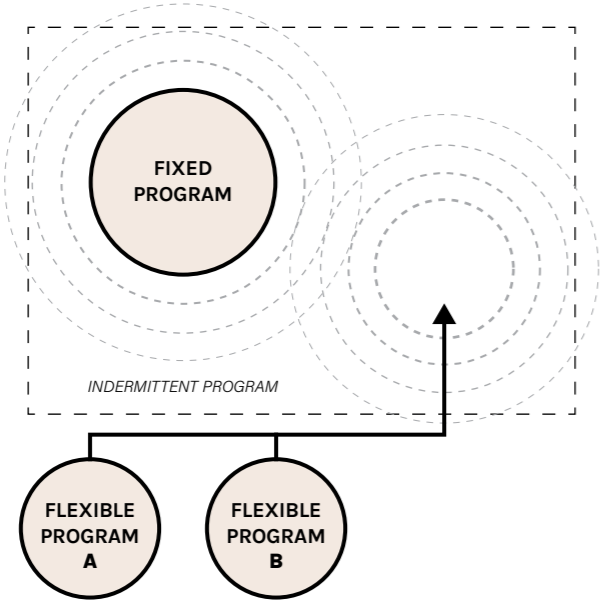 FIXED
PROGRAM
INDERMITTENT PROGRAM
FLEXIBLE
PROGRAM
A
FLEXIBLE
PROGRAM
B